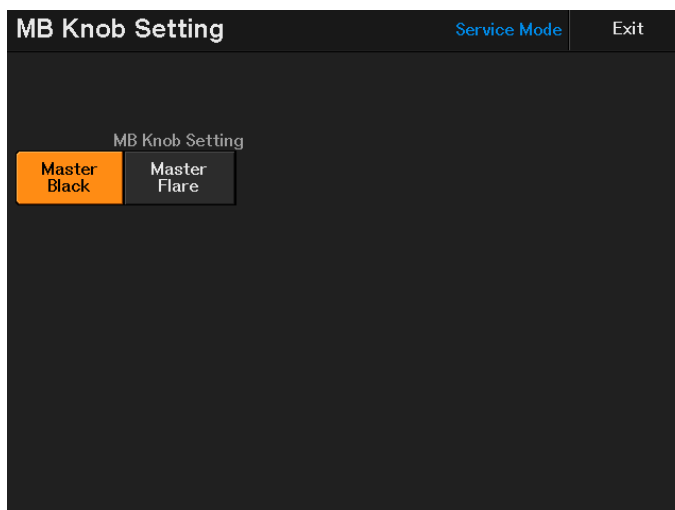 MB Knob Setting Service Mode Exit
MB Knob Setting
Master Master
Black Flare